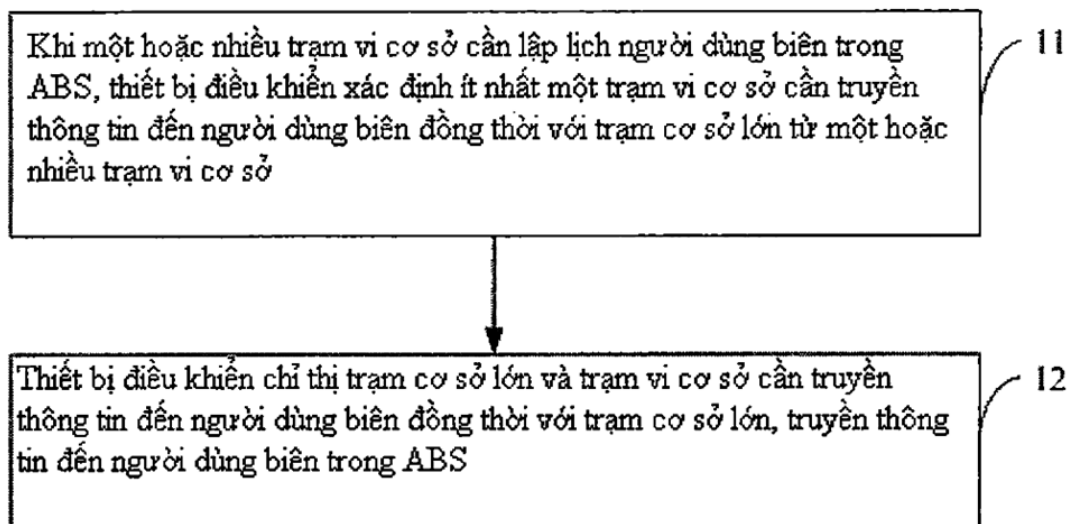 Khi một hoặc nhiều trạm vi cơ sở cần lập lịch người dùng biên trong
ABS, thiết bị điều khiển xác định ít nhất một trạm vi cơ sở cần truyền
thông tin đến người dùng biên đồng thời với trạm cơ sở lớn từ một hoặc
nhiều trạm vi cơ sở
11
Thiết bị điều khiển chỉ thị trạm cơ sở lớn và trạm vi cơ sở cần truyền
thông tin đến người dùng biên đồng thời với trạm cơ sở lớn, truyền thông
tin đến người dùng biên trong ABS
12